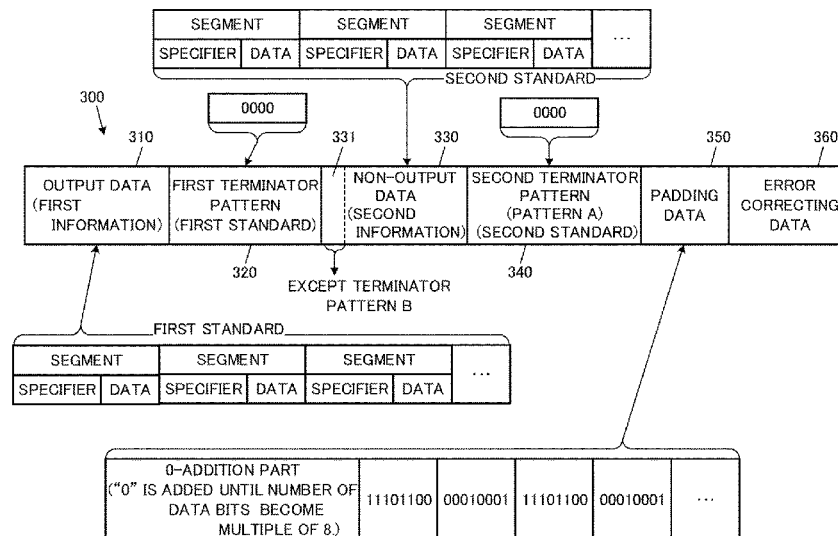 SEGMENT SEGMENT SEGMENT ...
SPECIFIER DATA SPECIFIER DATA SPECIFIER DATA
SECOND STANDARD
300
310
0000
331
330
0000
350
360
OUTPUT DATA
(FIRST
INFORMATION)
FIRST TERMINATOR
PATTERN
(FIRST STANDARD)
NON-OUTPUT
DATA
(SECOND
INFORMATION)
SECOND TERMINATOR
PATTERN
(PATTERN A)
(SECOND STANDARD)
PADDING
DATA
ERROR
CORRECTING
DATA
320
340
EXCEPT TERMINATOR
PATTERN B
FIRST STANDARD
SEGMENT SEGMENT SEGMENT ...
SPECIFIER DATA SPECIFIER DATA SPECIFIER DATA
0-ADDITION PART
("0" IS ADDED UNTIL NUMBER OF
DATA BITS BECOME
MULTIPLE OF 8.)
11101100 00010001 11101100 00010001 ...